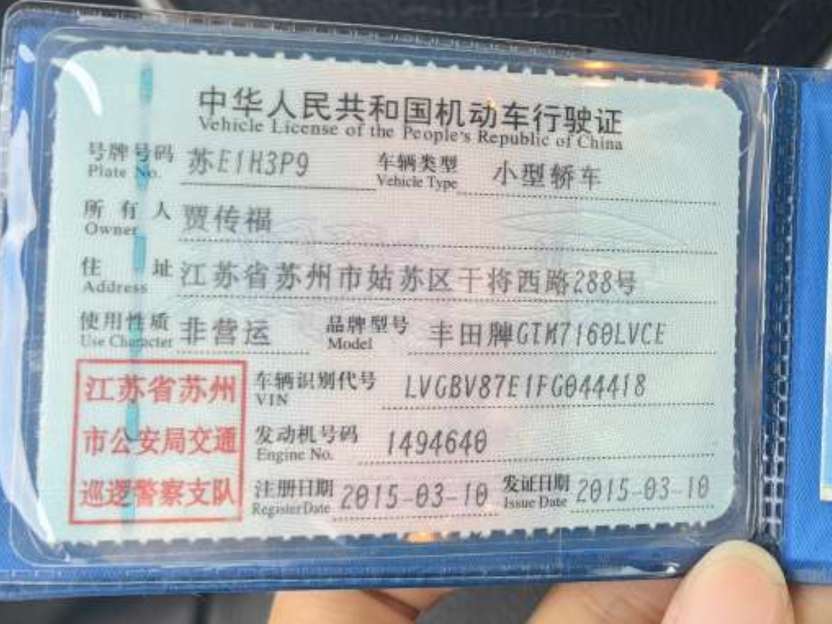 中华人民共和国机动车行驶证
Vehicle License of the People's Republic of China
号牌号码 苏E1H3P9 车辆类型 小型轿车
Plate No. Vehicle Type
所有人 贾传福
Owner
住址 江苏省苏州市姑苏区干将西路288号
Address
使用性质 非营运 品牌型号 丰田牌GTM7160LVCE
Use Character Model
江苏省苏州 车辆识别代号 LVGBV87E1FG044418
VIN
市公安局交通 发动机号码 1494640
Engine No.
巡逻警察支队 注册日期 2015-03-10 发证日期 2015-03-10
Register Date Issue Date